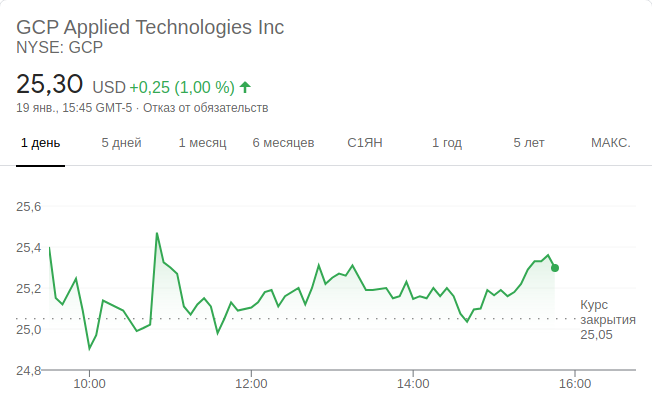 GCP Applied Technologies Inc
NYSE: GCP
25,30 USD +0,25 (1,00 %)
19 янв., 15:45 GMT-5 · Отказ от обязательств
1 день 5 дней 1 месяц 6 месяцев С1ЯН 1 год 5 лет МАКС.
25,6
25,4
25,2
25,0
24,8
Курс
закрытия
25,05
10:00 12:00 14:00 16:00